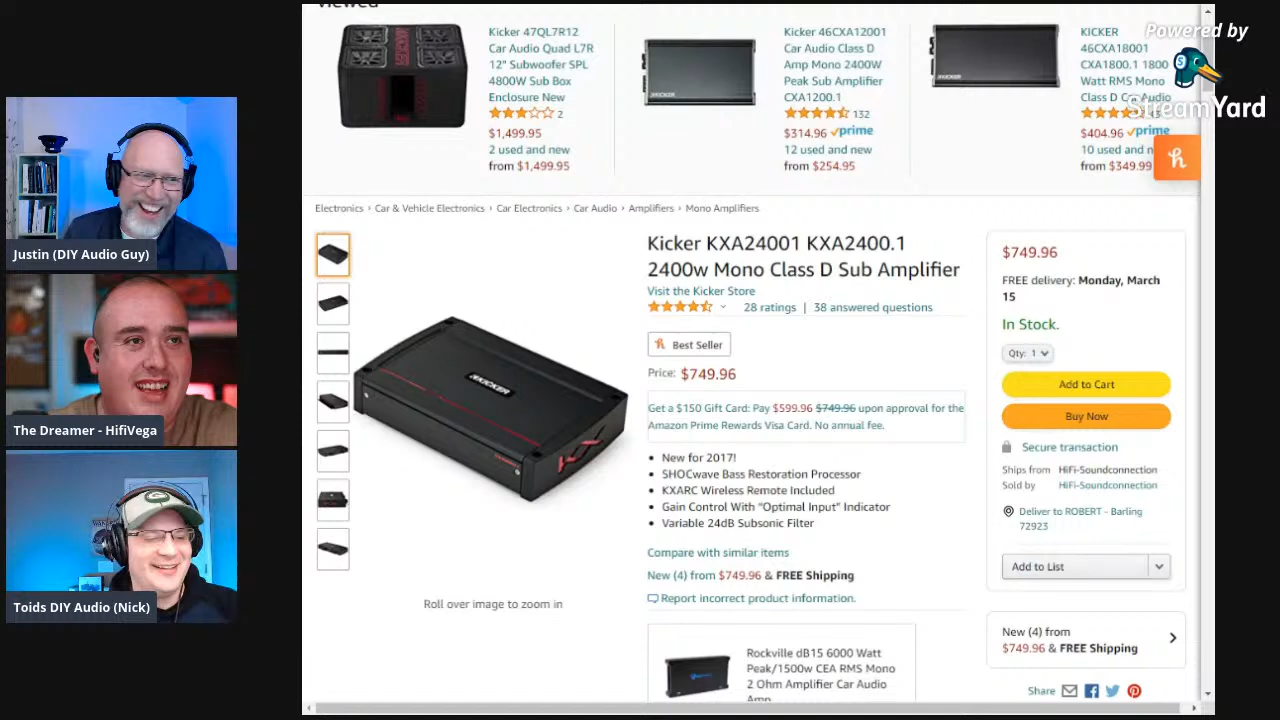 viewed
Kicker 47QL7R12
Car Audio Quad L7R
12" Subwoofer SPL
4800W Sub Box
Enclosure New
2
$1,499.95
2 used and new
from $1,499.95
Kicker 46CXA12001
Car Audio Class D
Amp Mono 2400W
Peak Sub Amplifier
CXA1200.1
132
$314.96 prime
12 used and new
from $254.95
KICKER
46CXA18001
CXA1800.1 1800
Watt RMS Mono
Class D Car Audio
$404.96 prime
10 used and
from $349.99
Powered by
StreamYard
h
Electronics › Car & Vehicle Electronics › Car Electronics › Car Audio › Amplifiers › Mono Amplifiers
Kicker KXA24001 KXA2400.1
2400w Mono Class D Sub Amplifier
Visit the Kicker Store
28 ratings | 38 answered questions
Best Seller
Price: $749.96
Get a $150 Gift Card: Pay $599.96 $749.96 upon approval for the
Amazon Prime Rewards Visa Card. No annual fee.
• New for 2017!
• SHOCwave Bass Restoration Processor
• KXARC Wireless Remote Included
• Gain Control With “Optimal Input” Indicator
• Variable 24dB Subsonic Filter
Compare with similar items
New (4) from $749.96 & FREE Shipping
Report incorrect product information.
KICKER
Roll over image to zoom in
Rockville dB15 6000 Watt
Peak/1500w CEA RMS Mono
2 Ohm Amplifier Car Audio
Amp
$749.96
FREE delivery: Monday, March
15
In Stock.
Qty: 1
Add to Cart
Buy Now
Secure transaction
Ships from HiFi-Soundconnection
Sold by HiFi-Soundconnection
Deliver to ROBERT - Barling
72923
Add to List
New (4) from
$749.96 & FREE Shipping
Share
Justin (DIY Audio Guy)
The Dreamer - HifiVega
Toids DIY Audio (Nick)